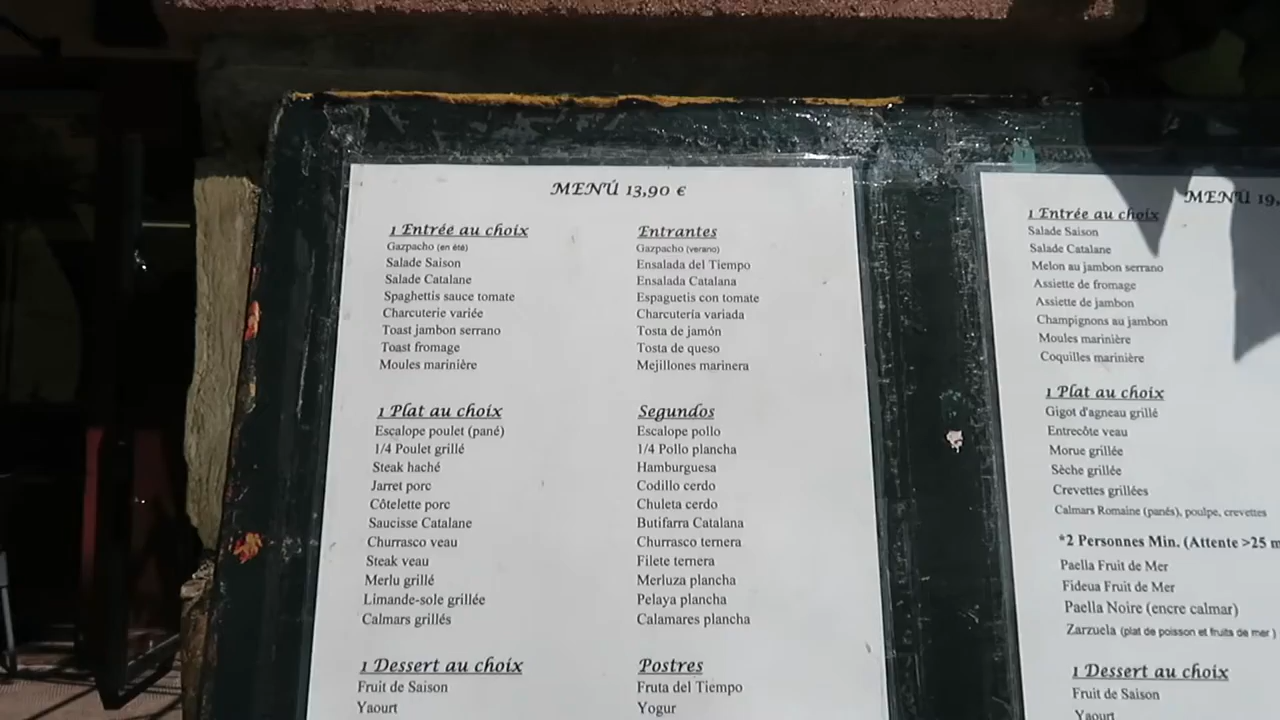 MENÚ 13,90 €
1 Entrée au choix
Gazpacho (en été)
Salade Saison
Salade Catalane
Spaghettis sauce tomate
Charcuterie variée
Toast jambon serrano
Toast fromage
Moules marinière
1 Plat au choix
Escalope poulet (pané)
1/4 Poulet grillé
Steak haché
Jarret porc
Côtelette porc
Saucisse Catalane
Churrasco veau
Steak veau
Merlu grillé
Limande-sole grillée
Calmars grillés
1 Dessert au choix
Fruit de Saison
Yaourt
Entrantes
Gazpacho (verano)
Ensalada del Tiempo
Ensalada Catalana
Espaguetis con tomate
Charcutería variada
Tosta de jamón
Tosta de queso
Mejillones marinera
Segundos
Escalope pollo
1/4 Pollo plancha
Hamburguesa
Codillo cerdo
Chuleta cerdo
Butifarra Catalana
Churrasco ternera
Filete ternera
Merluza plancha
Pelaya plancha
Calamares plancha
Postres
Fruta del Tiempo
Yogur
MENÚ 19,
1 Entrée au choix
Salade Saison
Salade Catalane
Melon au jambon serrano
Assiette de fromage
Assiette de jambon
Champignons au jambon
Moules marinière
Coquilles marinière
1 Plat au choix
Gigot d'agneau grillé
Entrecôte veau
Morue grillée
Sèche grillée
Crevettes grillées
Calmars Romaine (panés), poulpe, crevettes
*2 Personnes Min. (Attente >25 m
Paella Fruit de Mer
Fideua Fruit de Mer
Paella Noire (encre calmar)
Zarzuela (plat de poisson et fruits de mer )
1 Dessert au choix
Fruit de Saison
Yaourt